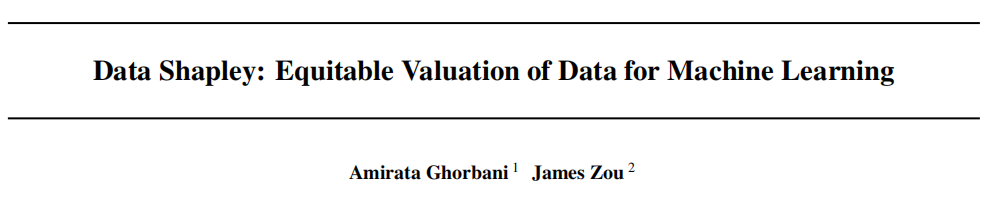 Data Shapley: Equitable Valuation of Data for Machine Learning
Amirata Ghorbani 1 James Zou 2